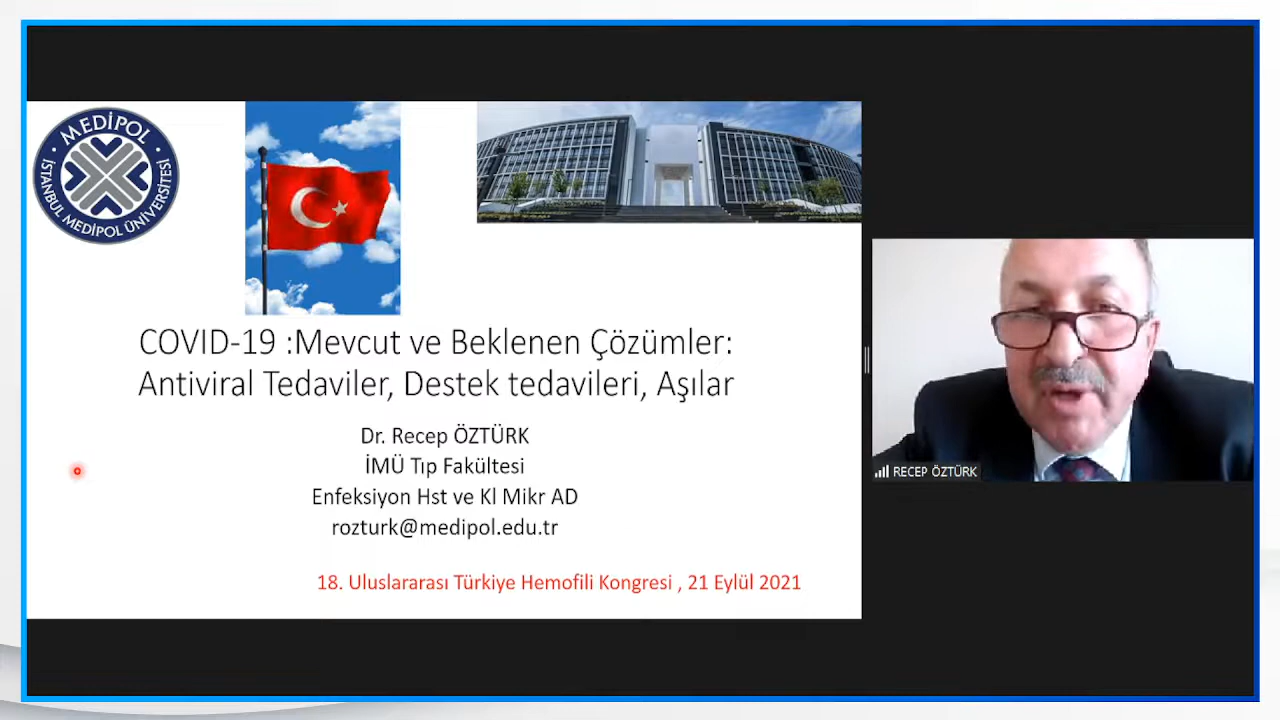 MEDİPOL
İSTANBUL MEDİPOL ÜNİVERSİTESİ
COVID-19 :Mevcut ve Beklenen Çözümler:
Antiviral Tedaviler, Destek tedavileri, Aşılar
Dr. Recep ÖZTÜRK
İMÜ Tıp Fakültesi
Enfeksiyon Hst ve Kl Mikr AD
rozturk@medipol.edu.tr
18. Uluslararası Türkiye Hemofili Kongresi , 21 Eylül 2021
RECEP ÖZTÜRK